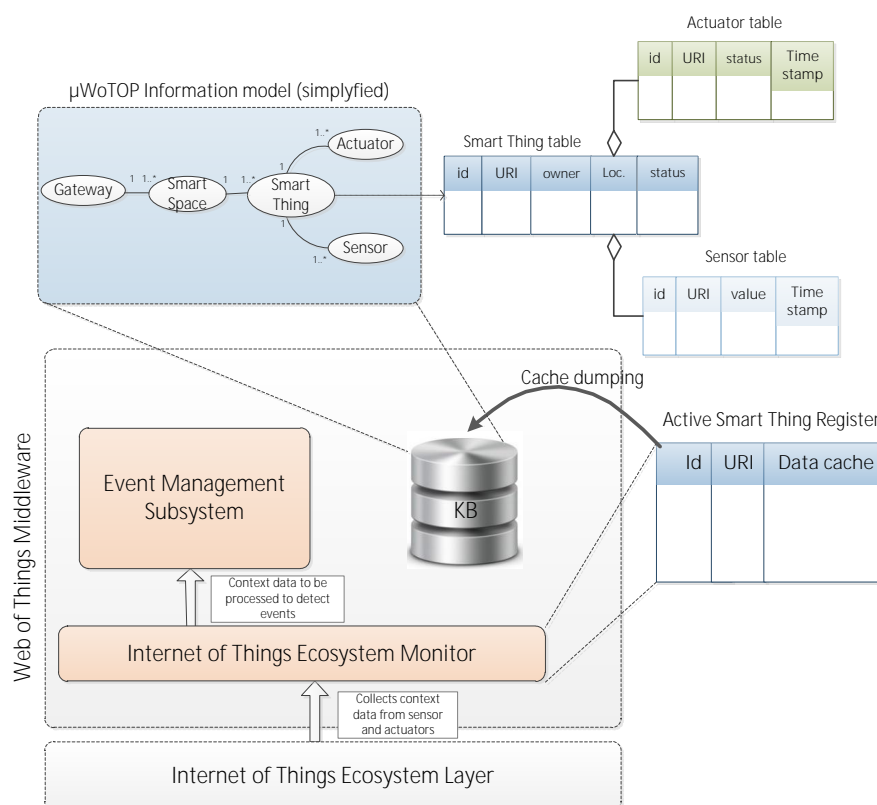 Actuator table
id URI status Time
stamp
µWoTOP Information model (simplyfied)
Smart Thing table
id URI owner Loc. status
1..*
Actuator
1
Gateway
1 1..*
Smart
Space
1 1..*
Smart
Thing
1
1..*
Sensor
Sensor table
id URI value Time
stamp
Cache dumping
Active Smart Thing Register
Id URI Data cache
Web of Things Middleware
Event Management
Subsystem
KB
Context data to be
processed to detect
events
Internet of Things Ecosystem Monitor
Collects context
data from sensor
and actuators
Internet of Things Ecosystem Layer